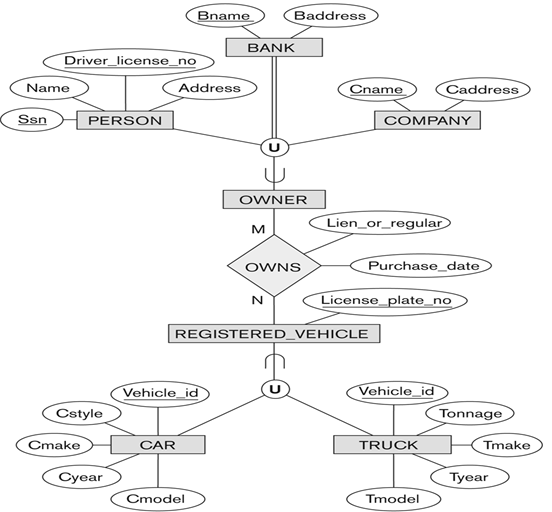 Bname
Baddress
BANK
Driver_license_no
Name
Address
Cname
Caddress
Ssn
PERSON
COMPANY
U
OWNER
M
Lien_or_regular
OWNS
Purchase_date
N
License_plate_no
REGISTERED_VEHICLE
U
Vehicle_id
Vehicle_id
Cstyle
Tonnage
Cmake
CAR
TRUCK
Tmake
Cyear
Tyear
Cmodel
Tmodel